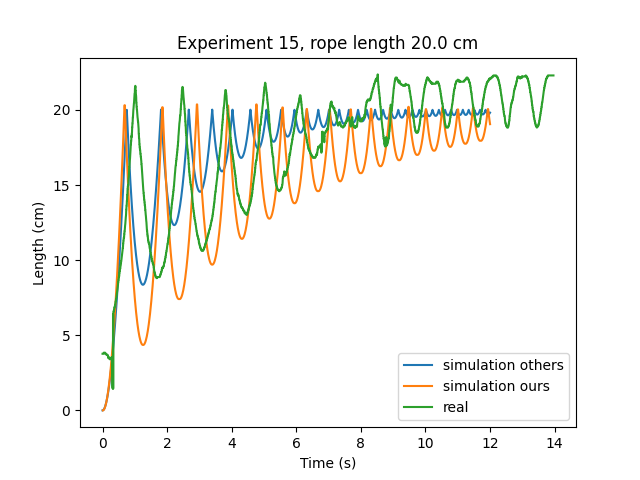 Experiment 15, rope length 20.0 cm
Length (cm)
20
15
10
5
0
simulation others
simulation ours
real
0 2 4 6 8 10 12 14
Time (s)